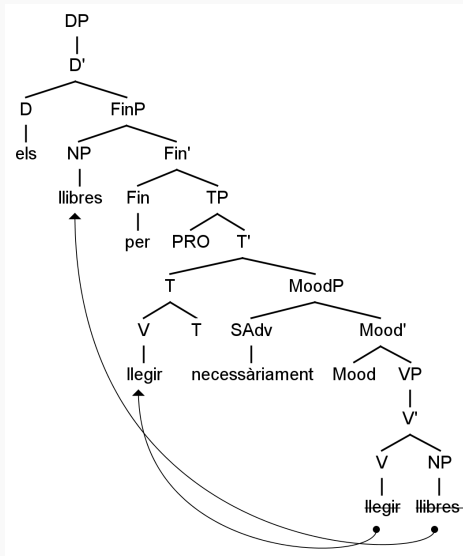 DP
D'
D FinP
els NP Fin'
llibres Fin TP
per PRO T'
T MoodP
V T SAdv Mood'
llegir necessàriament Mood VP
V'
V NP
llegir llibres